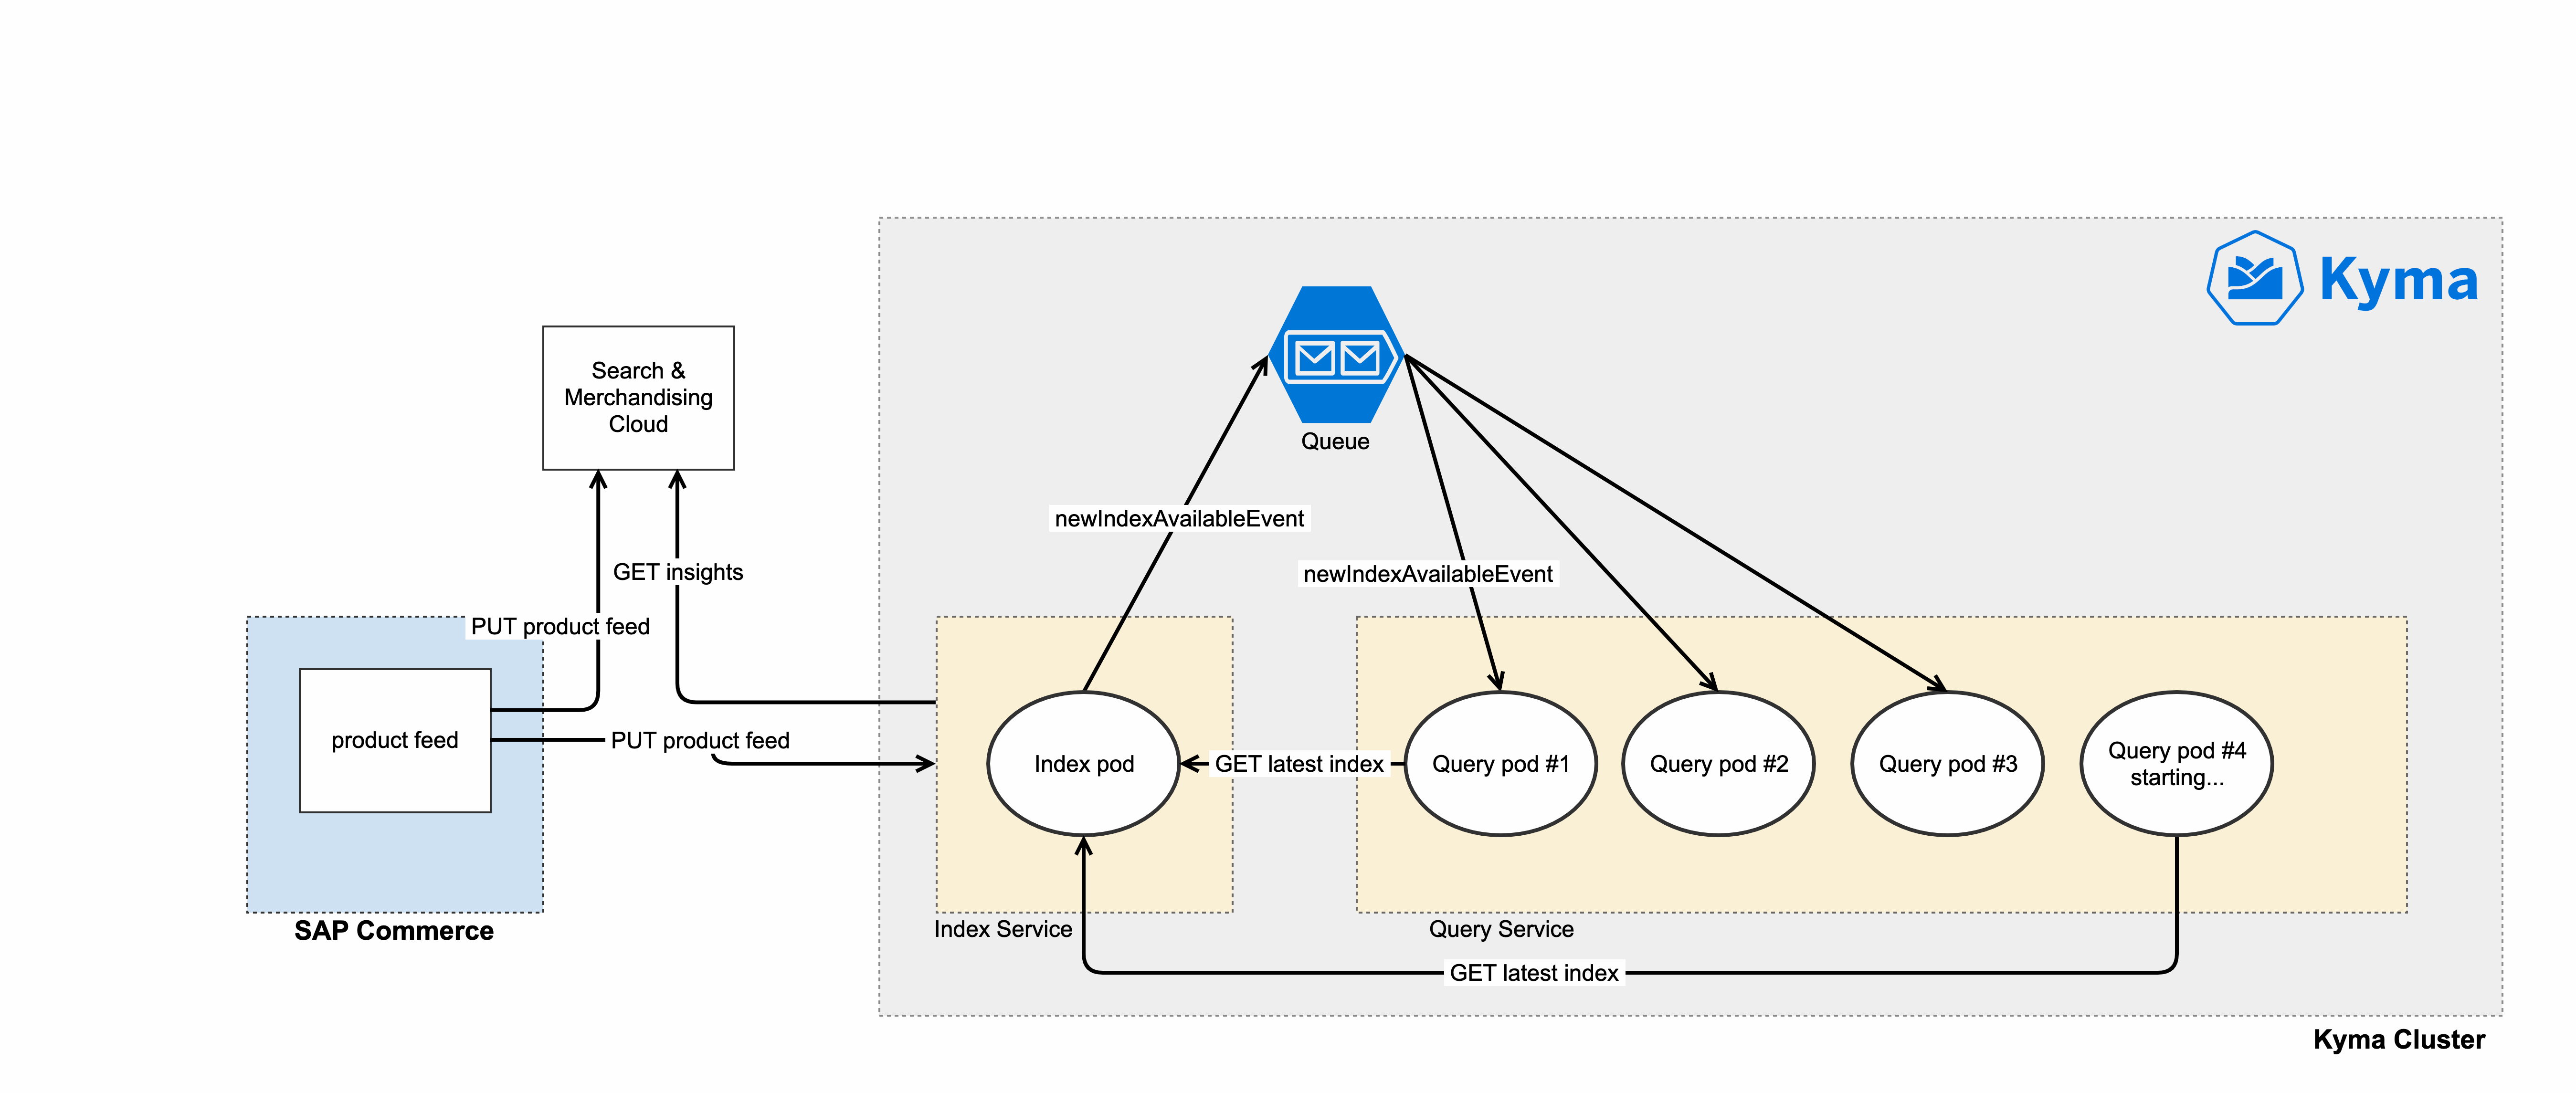 Kyma
Search &
Merchandising
Cloud
Queue
newIndexAvailableEvent
GET insights
newIndexAvailableEvent
PUT product feed
product feed
PUT product feed
Index pod
GET latest index
Query pod #1
Query pod #2
Query pod #3
Query pod #4
starting...
SAP Commerce
Index Service
Query Service
GET latest index
Kyma Cluster